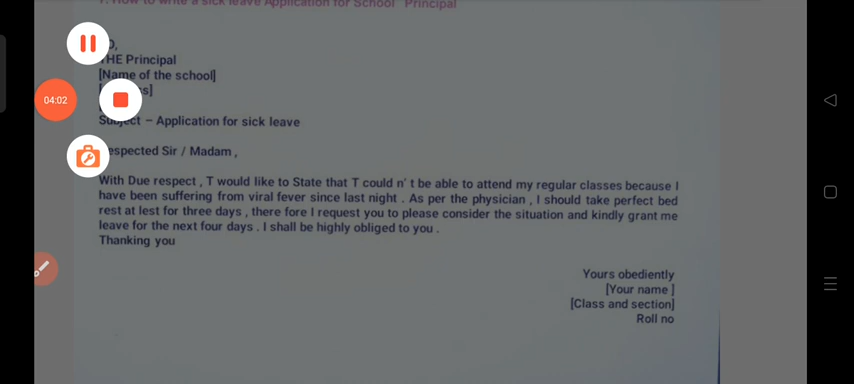 7. How to write a sick leave Application for School Principal
THE Principal
[Name of the school]
Subject – Application for sick leave
Sir / Madam ,
With Due respect , T would like to State that T could n' t be able to attend my regular classes because I
have been suffering from viral fever since last night . As per the physician , I should take perfect bed
rest at lest for three days , there fore I request you to please consider the situation and kindly grant me
leave for the next four days . I shall be highly obliged to you .
Thanking you
Yours obediently
[Your name ]
[Class and section]
Roll no
04:02